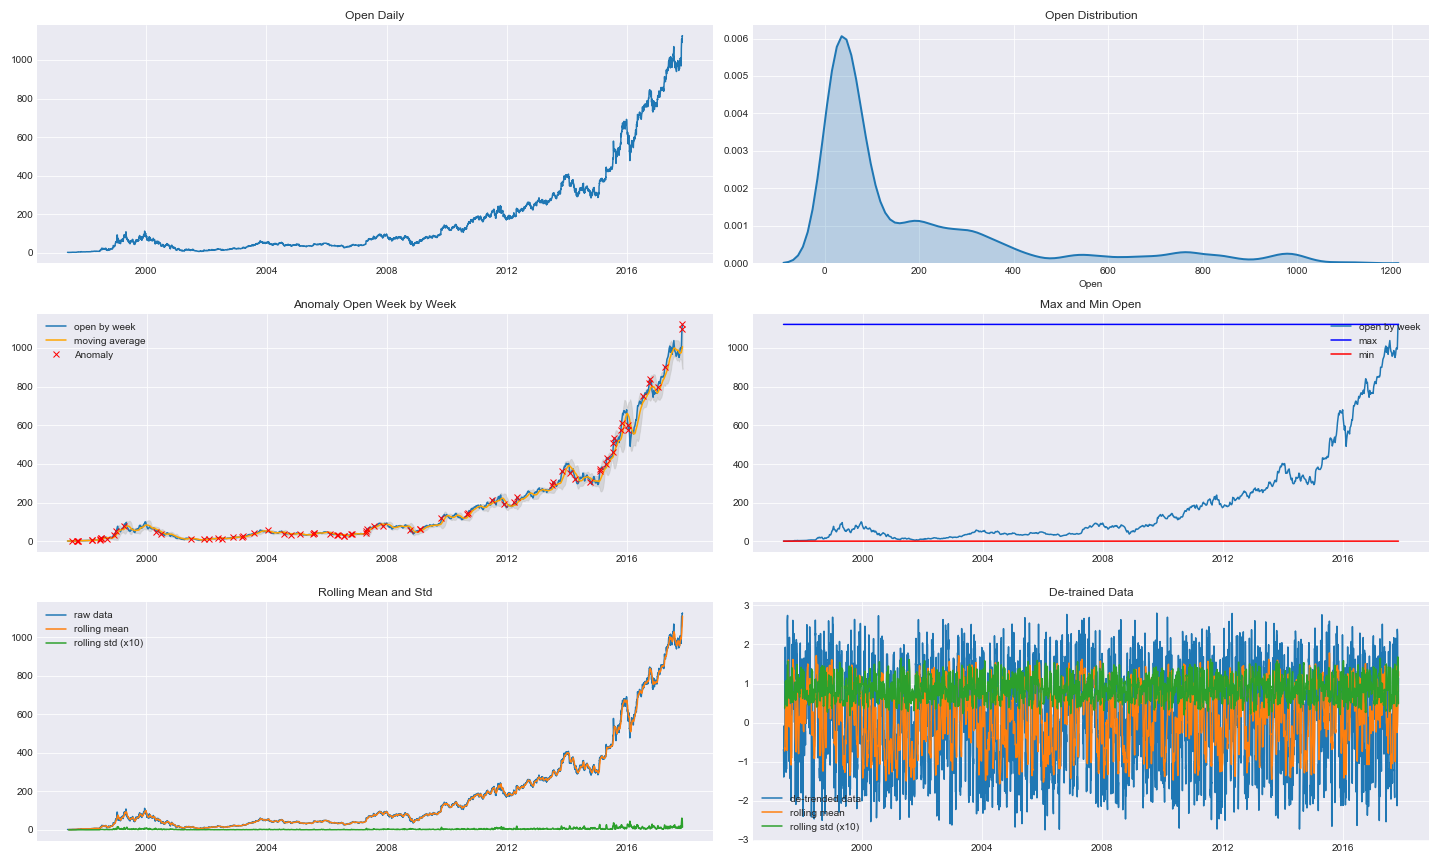 Open Daily
1000
800
600
400
200
0
2000 2004 2008 2012 2016
Open Distribution
0.006
0.005
0.004
0.003
0.002
0.001
0.000
0 200 400 600 800 1000 1200
Open
Anomaly Open Week by Week
open by week
moving average
Anomaly
1000
800
600
400
200
0
2000 2004 2008 2012 2016
Max and Min Open
open by week
max
min
1000
800
600
400
200
0
2000 2004 2008 2012 2016
Rolling Mean and Std
raw data
rolling mean
rolling std (x10)
1000
800
600
400
200
0
2000 2004 2008 2012 2016
De-trained Data
3
2
1
0
−1
−2
−3
de-trended data
rolling mean
rolling std (x10)
2000 2004 2008 2012 2016